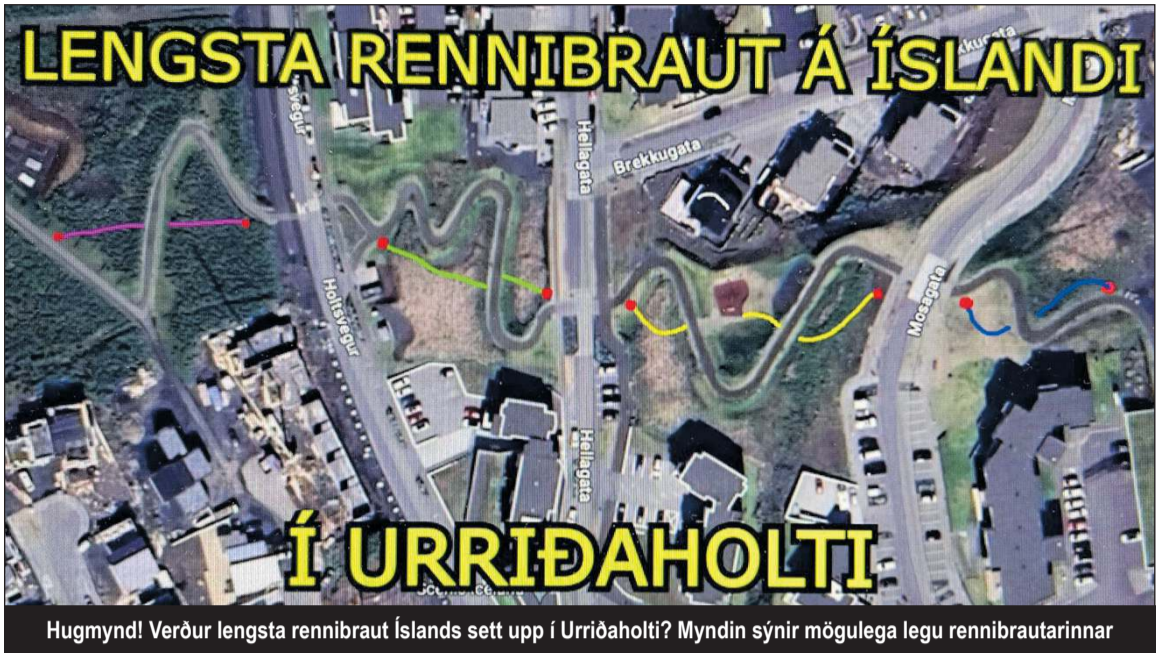 LENGSTA RENNIBRAUT Á ÍSLANDI
Brekkugata
Hellagata
Holtsvegur
Mosagata
Hellagata
Í URRIÐAHOLTI
Hugmynd! Verður lengsta rennibraut Íslands sett upp í Urriðaholti? Myndin sýnir mögulega legu rennibrautarinnar